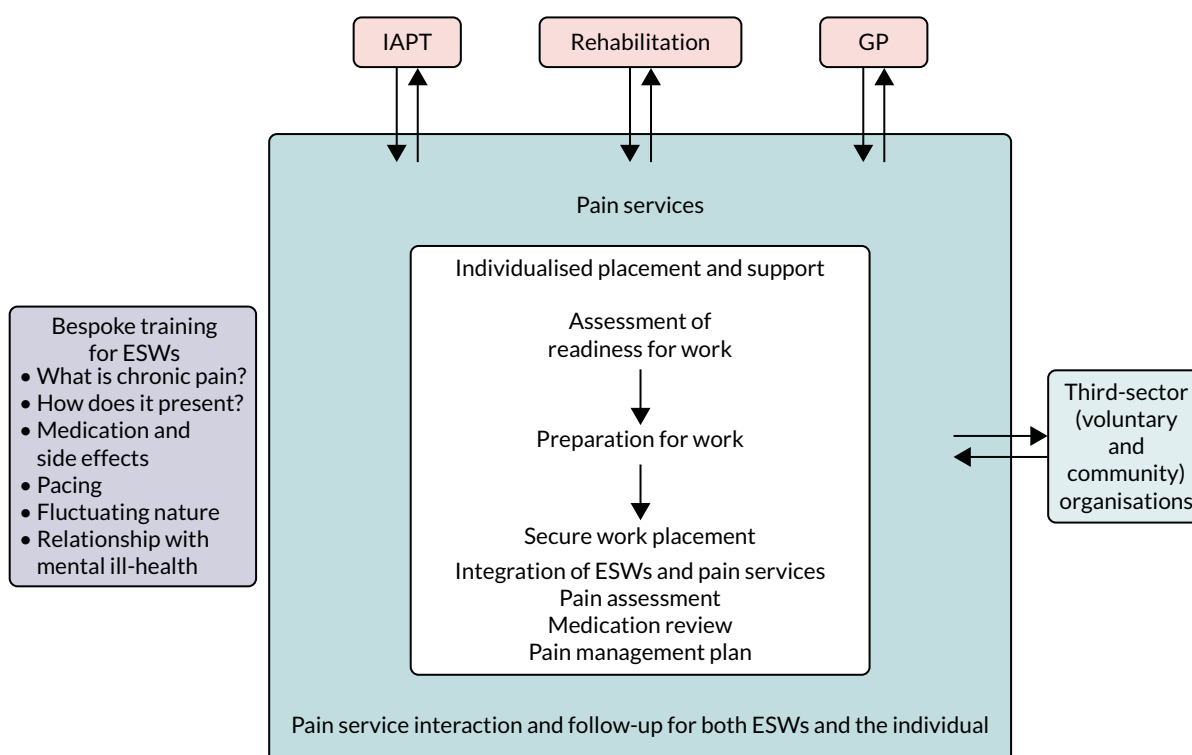 IAPT
Rehabilitation
GP
Pain services
Individualised placement and support
Assessment of
readiness for work
Preparation for work
Secure work placement
Integration of ESWs and pain services
Pain assessment
Medication review
Pain management plan
Pain service interaction and follow-up for both ESWs and the individual
Bespoke training
for ESWs
• What is chronic pain?
• How does it present?
• Medication and
side effects
• Pacing
• Fluctuating nature
• Relationship with
mental ill-health
Third-sector
(voluntary
and
community)
organisations